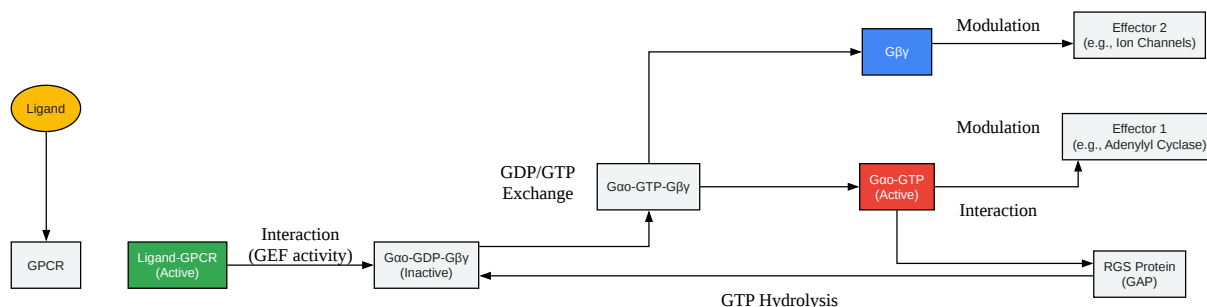 Ligand
GPCR
Ligand-GPCR
(Active)
Interaction
(GEF activity)
Gαo-GDP-Gβγ
(Inactive)
GDP/GTP
Exchange
Gαo-GTP-Gβγ
Gβγ
Modulation
Effector 2
(e.g., Ion Channels)
Gαo-GTP
(Active)
Modulation
Effector 1
(e.g., Adenylyl Cyclase)
Interaction
RGS Protein
(GAP)
GTP Hydrolysis